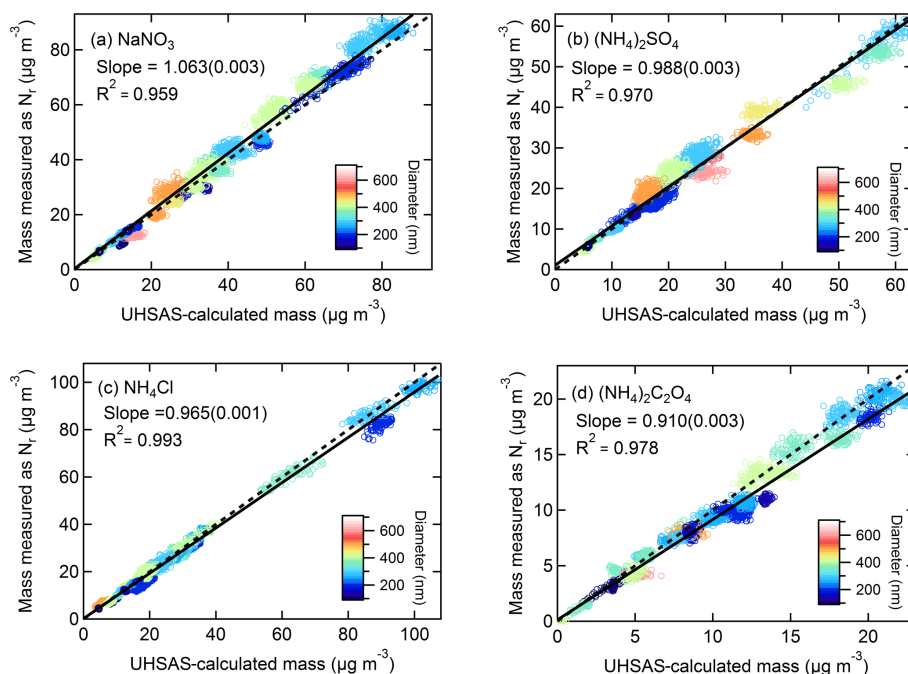 (a) NaNO3
Slope = 1.063(0.003)
R2 = 0.959
Mass measured as Nr (µg m-3)
80
60
40
20
0
0 20 40 60 80
UHSAS-calculated mass (µg m-3)
600
400
200
Diameter (nm)
(b) (NH4)2SO4
Slope = 0.988(0.003)
R2 = 0.970
Mass measured as Nr (µg m-3)
60
50
40
30
20
10
0
0 10 20 30 40 50 60
UHSAS-calculated mass (µg m-3)
600
400
200
Diameter (nm)
(c) NH4Cl
Slope =0.965(0.001)
R2 = 0.993
Mass measured as Nr (µg m-3)
100
80
60
40
20
0
0 20 40 60 80 100
UHSAS-calculated mass (µg m-3)
600
400
200
Diameter (nm)
(d) (NH4)2C2O4
Slope = 0.910(0.003)
R2 = 0.978
Mass measured as Nr (µg m-3)
20
15
10
5
0
0 5 10 15 20
UHSAS-calculated mass (µg m-3)
600
400
200
Diameter (nm)